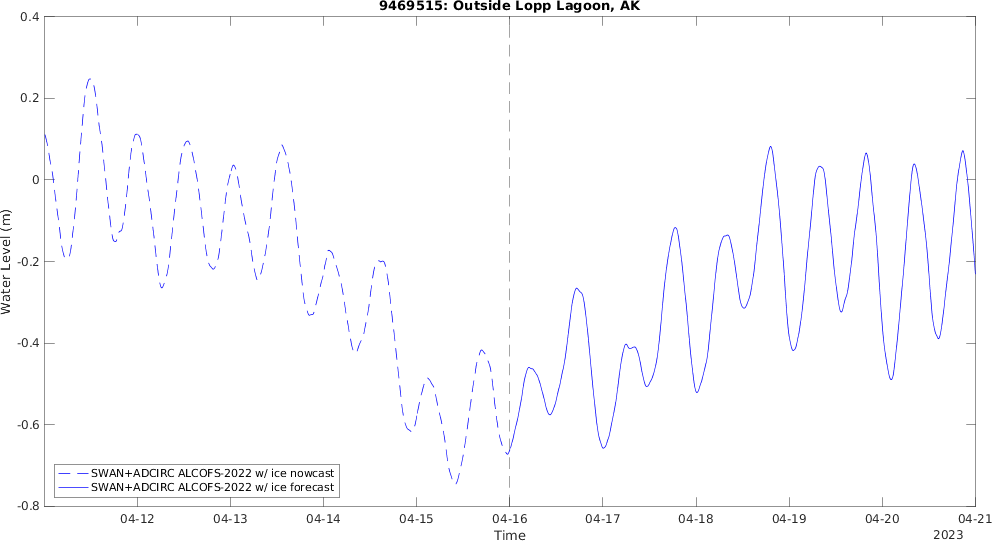 9469515: Outside Lopp Lagoon, AK
0.4
0.2
0
-0.2
-0.4
-0.6
-0.8
Water Level (m)
SWAN+ADCIRC ALCOFS-2022 w/ ice nowcast
SWAN+ADCIRC ALCOFS-2022 w/ ice forecast
04-12 04-13 04-14 04-15 04-16 04-17 04-18 04-19 04-20 04-21
Time
2023